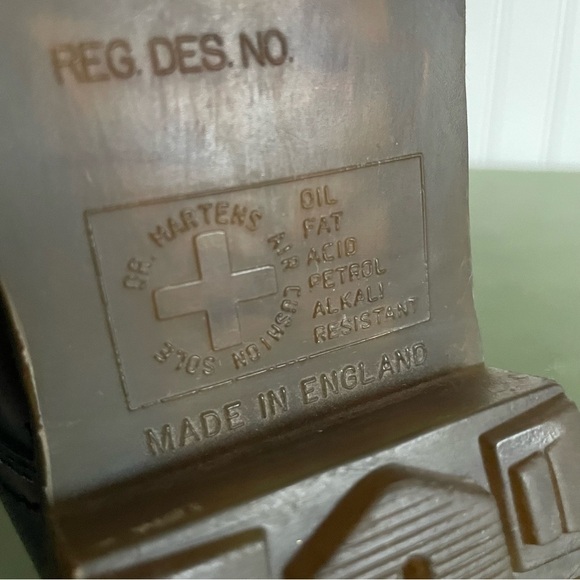 REG. DES. NO.
DR. MARTENS AIR CUSHION SOLE
OIL
FAT
ACID
PETROL
ALKALI
RESISTANT
MADE IN ENGLAND